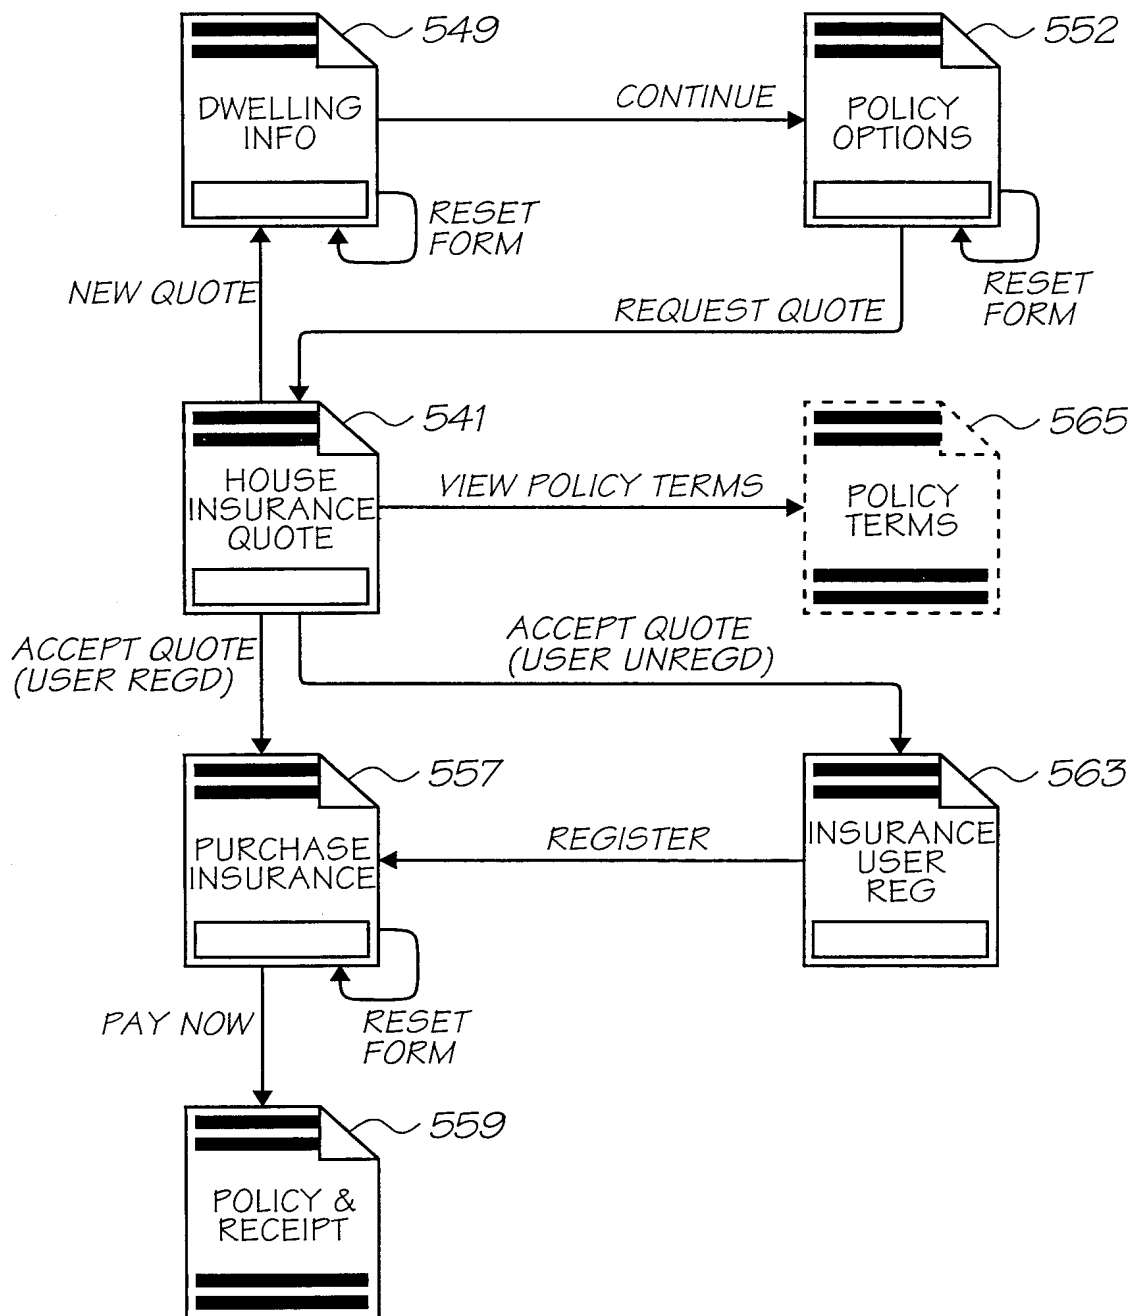 549
552
DWELLING
INFO
CONTINUE
POLICY
OPTIONS
RESET
FORM
RESET
FORM
NEW QUOTE
REQUEST QUOTE
541
565
HOUSE
INSURANCE
QUOTE
VIEW POLICY TERMS
POLICY
TERMS
ACCEPT QUOTE
(USER REGD)
ACCEPT QUOTE
(USER UNREGD)
557
563
PURCHASE
INSURANCE
REGISTER
INSURANCE
USER
REG
PAY NOW
RESET
FORM
559
POLICY &
RECEIPT